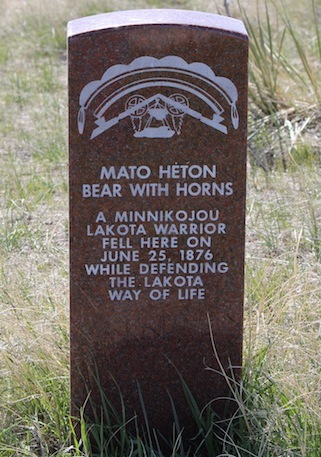 MATO HÉTON
BEAR WITH HORNS
A MINNIKOJOU
LAKOTA WARRIOR
FELL HERE ON
JUNE 25, 1876
WHILE DEFENDING
THE LAKOTA
WAY OF LIFE